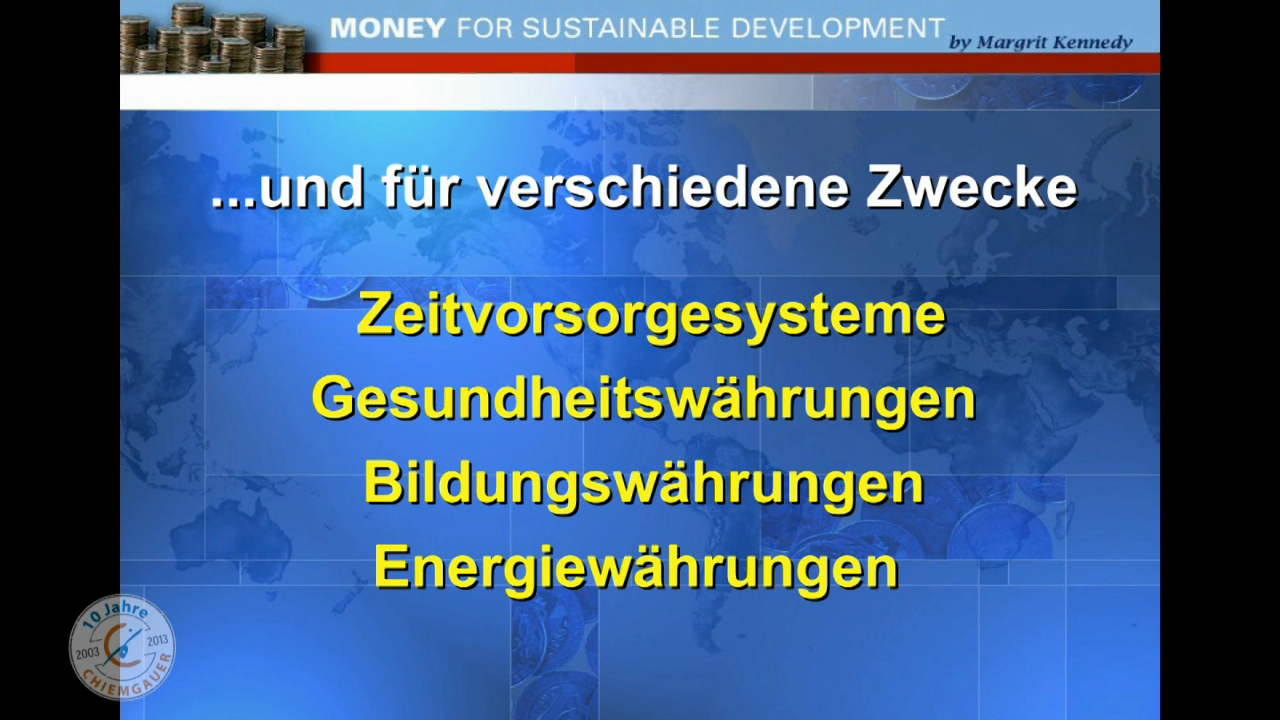 MONEY FOR SUSTAINABLE DEVELOPMENT
by Margrit Kennedy
...und für verschiedene Zwecke
Zeitvorsorgesysteme
Gesundheitswährungen
Bildungswährungen
Energiewährungen
10 Jahre
2003
2013
CHIEMGAUER